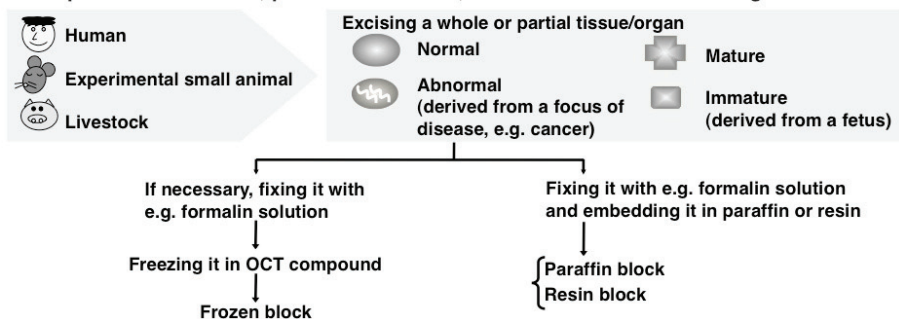 Human
Experimental small animal
Livestock
Excising a whole or partial tissue/organ
Normal
Abnormal
(derived from a focus of
disease, e.g. cancer)
Mature
Immature
(derived from a fetus)
If necessary, fixing it with
e.g. formalin solution
Freezing it in OCT compound
Frozen block
Fixing it with e.g. formalin solution
and embedding it in paraffin or resin
Paraffin block
Resin block